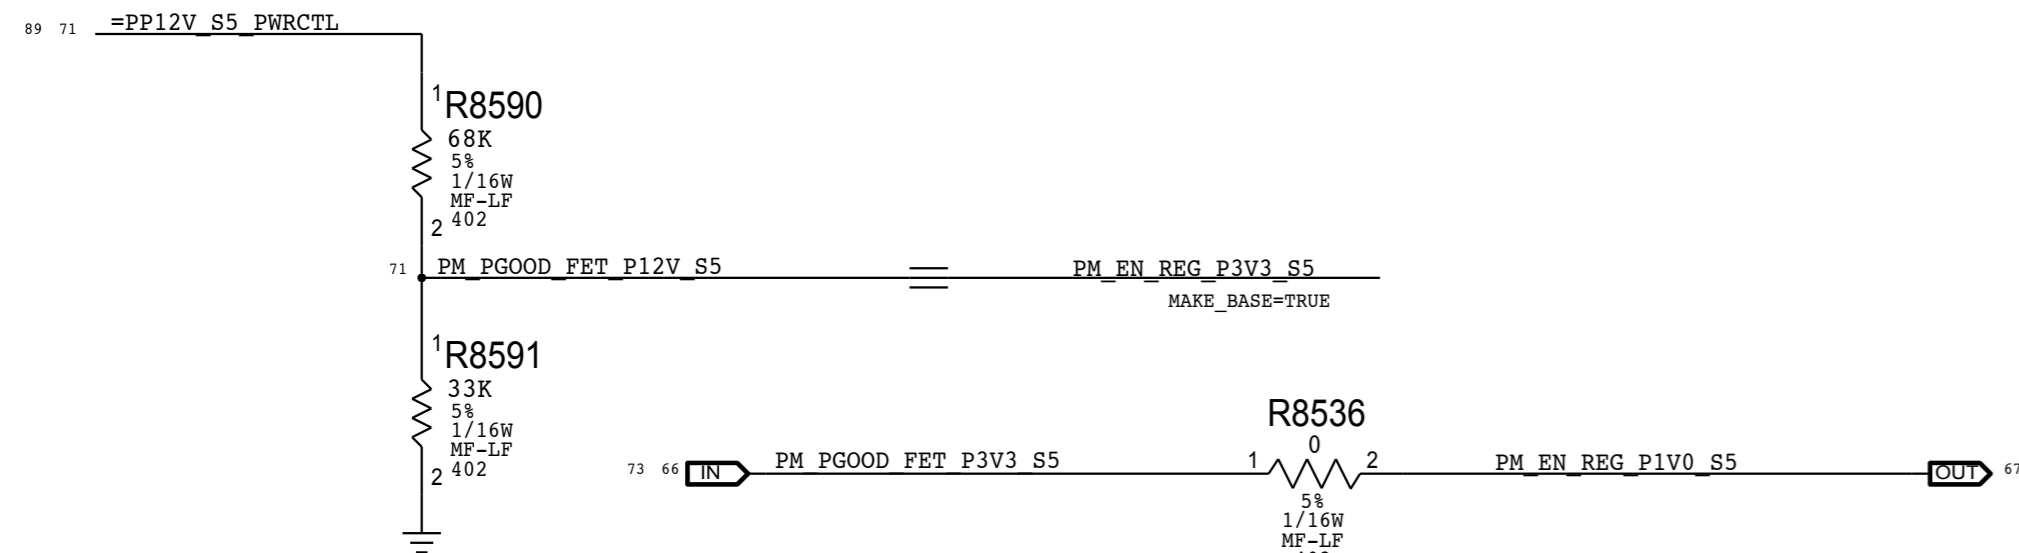 89 71 =PP12V_S5_PWRCTL
1 R8590
68K
5%
1/16W
MF-LF
402
2
71 PM_PGOOD_FET_P12V_S5
PM_EN_REG_P3V3_S5
MAKE_BASE=TRUE
1 R8591
33K
5%
1/16W
MF-LF
402
2
R8536
0
73 66 IN PM_PGOOD_FET_P3V3_S5 1 2 PM_EN_REG_P1V0_S5 OUT 67
5%
1/16W
MF-LF